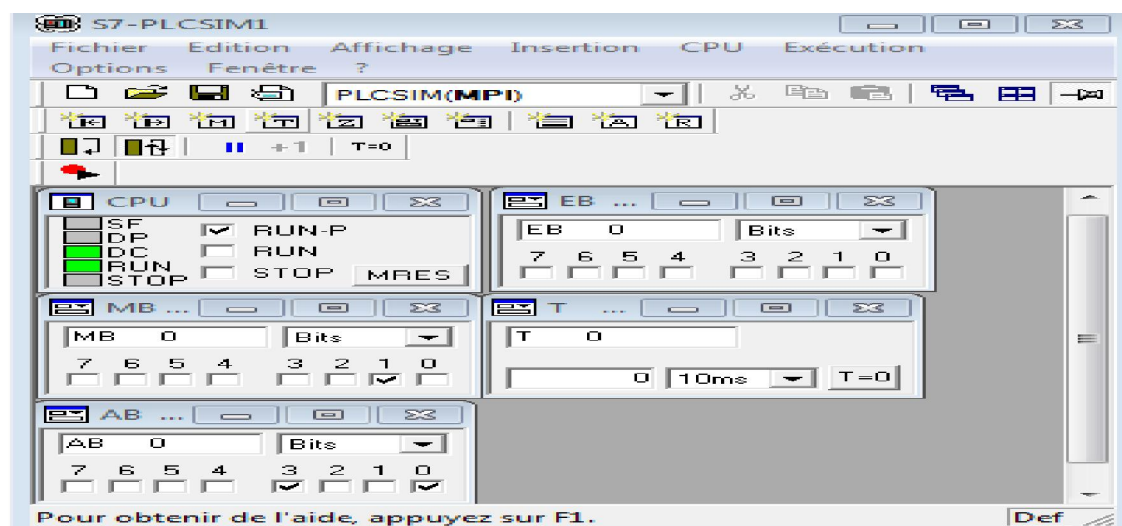 S7-PLCSIM1
Fichier Edition Affichage Insertion CPU Exécution
Options Fenêtre ?
PLCSIM(MPI)
+1 T=0
CPU
SF
DP
DC
RUN
STOP
RUN-P
RUN
STOP MRES
EB ...
EB 0 Bits
7 6 5 4 3 2 1 0
MB ...
MB 0 Bits
7 6 5 4 3 2 1 0
T ...
T 0
0 10ms T=0
AB ...
AB 0 Bits
7 6 5 4 3 2 1 0
Pour obtenir de l'aide, appuyez sur F1. Def